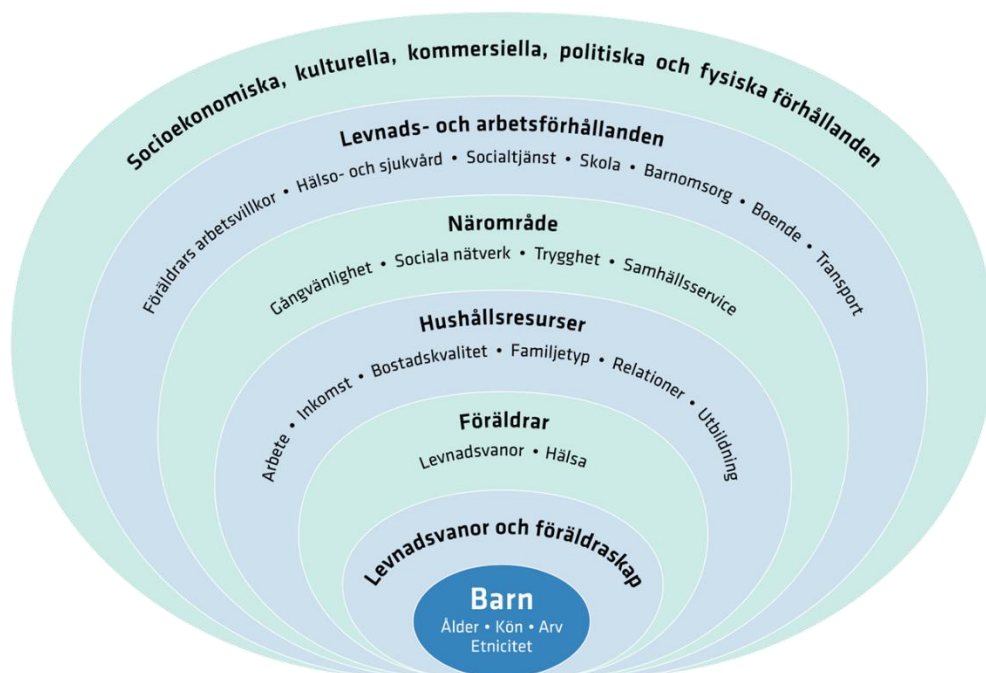 Socioekonomiska, kulturella, kommersiella, politiska och fysiska förhållanden
Levnads- och arbetsförhållanden
Föräldrars arbetsvillkor • Hälso- och sjukvård • Socialtjänst • Skola • Barnomsorg • Boende • Transport
Närområde
Gångvänlighet • Sociala nätverk • Trygghet • Samhällsservice
Hushållsresurser
Arbete • Inkomst • Bostadskvalitet • Familjetyp • Relationer • Utbildning
Föräldrar
Levnadsvanor • Hälsa
Levnadsvanor och föräldraskap
Barn
Ålder • Kön • Arv
Etnicitet